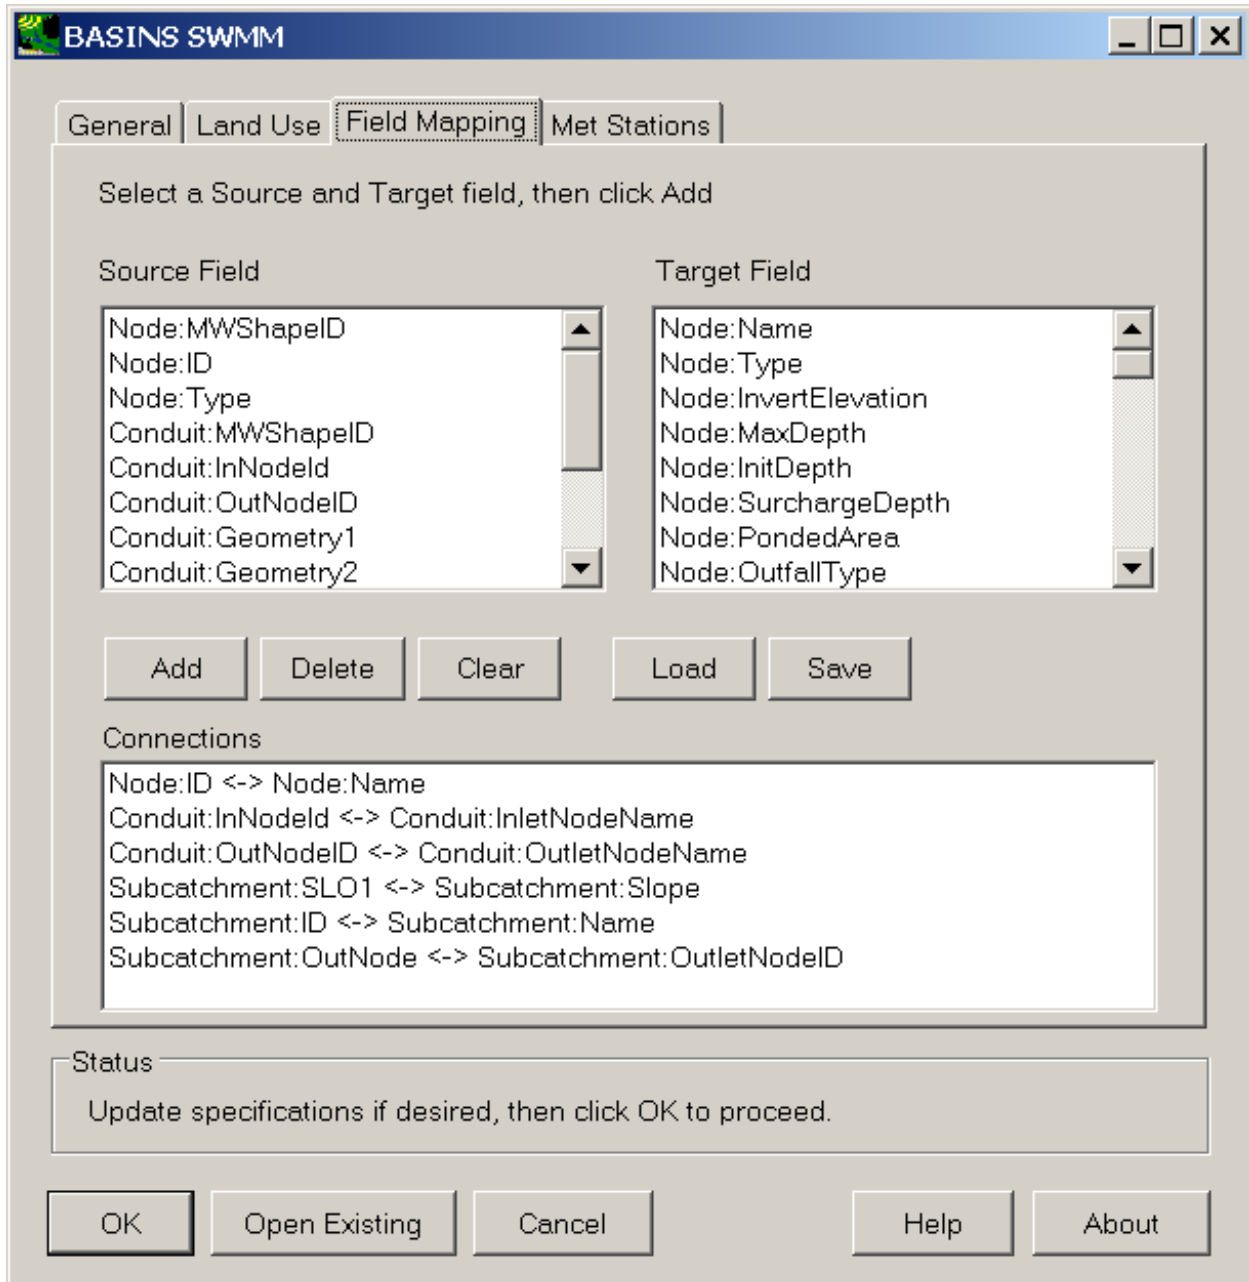 BASINS SWMM
General Land Use Field Mapping Met Stations
Select a Source and Target field, then click Add
Source Field
Node:MWShapeID
Node:ID
Node:Type
Conduit:MWShapeID
Conduit:InNodeId
Conduit:OutNodeID
Conduit:Geometry1
Conduit:Geometry2
Target Field
Node:Name
Node:Type
Node:InvertElevation
Node:MaxDepth
Node:InitDepth
Node:SurchargeDepth
Node:PondedArea
Node:OutfallType
Add Delete Clear Load Save
Connections
Node:ID <-> Node:Name
Conduit:InNodeId <-> Conduit:InletNodeName
Conduit:OutNodeID <-> Conduit:OutletNodeName
Subcatchment:SLO1 <-> Subcatchment:Slope
Subcatchment:ID <-> Subcatchment:Name
Subcatchment:OutNode <-> Subcatchment:OutletNodeID
Status
Update specifications if desired, then click OK to proceed.
OK Open Existing Cancel Help About